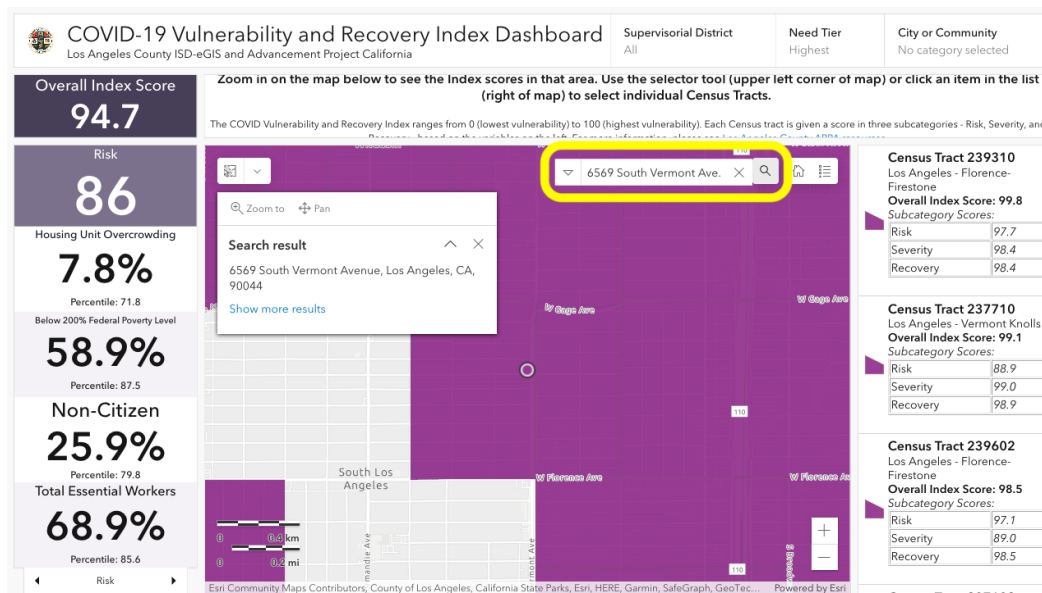 COVID-19 Vulnerability and Recovery Index Dashboard
Los Angeles County ISD-eGIS and Advancement Project California
Supervisorial District
All
Need Tier
Highest
City or Community
No category selected
Overall Index Score
94.7
Zoom in on the map below to see the Index scores in that area. Use the selector tool (upper left corner of map) or click an item in the list
(right of map) to select individual Census Tracts.
The COVID Vulnerability and Recovery Index ranges from 0 (lowest vulnerability) to 100 (highest vulnerability). Each Census tract is given a score in three subcategories - Risk, Severity, and
Risk
86
Housing Unit Overcrowding
7.8%
Percentile: 71.8
Below 200% Federal Poverty Level
58.9%
Percentile: 87.5
Non-Citizen
25.9%
Percentile: 79.8
Total Essential Workers
68.9%
Percentile: 85.6
Risk
6569 South Vermont Ave.
Zoom to
Pan
Search result
6569 South Vermont Avenue, Los Angeles, CA,
90044
Show more results
W Gage Ave
W Gage Ave
110
South Los
Angeles
W Florence Ave
W Florence Av
0 0.4 km
0 0.2 mi
mandie Ave
mont Ave
110
Esri Community Maps Contributors, County of Los Angeles, California State Parks, Esri, HERE, Garmin, SafeGraph, GeoTec...
Powered by Esri
Census Tract 239310
Los Angeles - Florence-
Firestone
Overall Index Score: 99.8
Subcategory Scores:
Risk 97.7
Severity 98.4
Recovery 98.4
Census Tract 237710
Los Angeles - Vermont Knolls
Overall Index Score: 99.1
Subcategory Scores:
Risk 88.9
Severity 99.0
Recovery 98.9
Census Tract 239602
Los Angeles - Florence-
Firestone
Overall Index Score: 98.5
Subcategory Scores:
Risk 97.1
Severity 89.0
Recovery 98.5